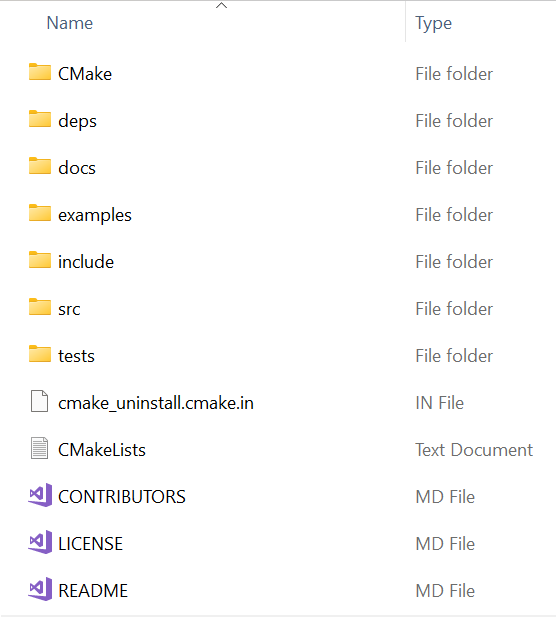 Name Type
CMake File folder
deps File folder
docs File folder
examples File folder
include File folder
src File folder
tests File folder
cmake_uninstall.cmake.in IN File
CMakeLists Text Document
CONTRIBUTORS MD File
LICENSE MD File
README MD File